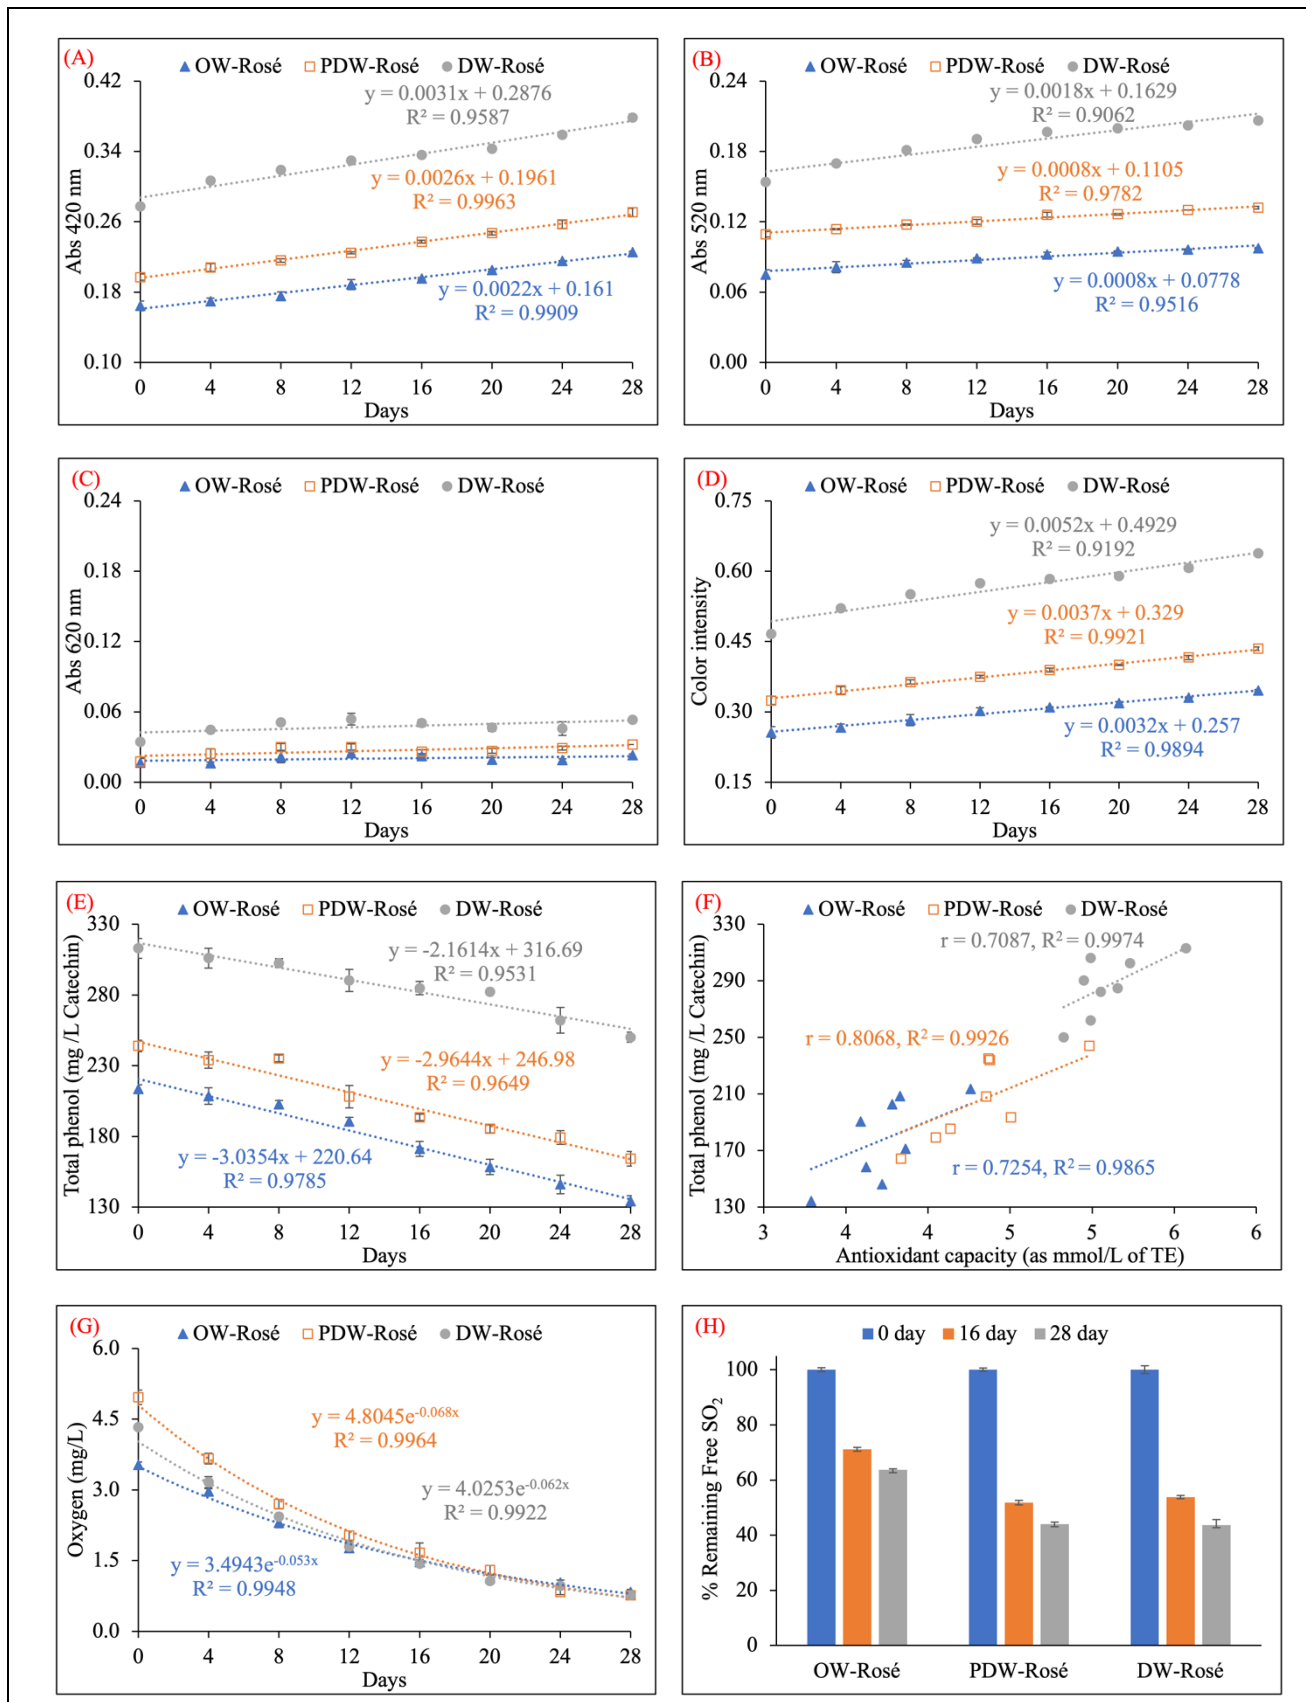 (A)
OW-Rosé PDW-Rosé DW-Rosé
y = 0.0031x + 0.2876
R² = 0.9587
y = 0.0026x + 0.1961
R² = 0.9963
y = 0.0022x + 0.161
R² = 0.9909
Abs 420 nm
0.42
0.34
0.26
0.18
0.10
0 4 8 12 16 20 24 28
Days
(B)
OW-Rosé PDW-Rosé DW-Rosé
y = 0.0018x + 0.1629
R² = 0.9062
y = 0.0008x + 0.1105
R² = 0.9782
y = 0.0008x + 0.0778
R² = 0.9516
Abs 520 nm
0.24
0.18
0.12
0.06
0.00
0 4 8 12 16 20 24 28
Days
(C)
OW-Rosé PDW-Rosé DW-Rosé
Abs 620 nm
0.24
0.18
0.12
0.06
0.00
0 4 8 12 16 20 24 28
Days
(D)
OW-Rosé PDW-Rosé DW-Rosé
y = 0.0052x + 0.4929
R² = 0.9192
y = 0.0037x + 0.329
R² = 0.9921
y = 0.0032x + 0.257
R² = 0.9894
Color intensity
0.75
0.60
0.45
0.30
0.15
0 4 8 12 16 20 24 28
Days
(E)
OW-Rosé PDW-Rosé DW-Rosé
y = -2.1614x + 316.69
R² = 0.9531
y = -2.9644x + 246.98
R² = 0.9649
y = -3.0354x + 220.64
R² = 0.9785
Total phenol (mg /L Catechin)
330
280
230
180
130
0 4 8 12 16 20 24 28
Days
(F)
OW-Rosé PDW-Rosé DW-Rosé
r = 0.7087, R² = 0.9974
r = 0.8068, R² = 0.9926
r = 0.7254, R² = 0.9865
Total phenol (mg /L Catechin)
330
290
250
210
170
130
3 4 4 5 5 6 6
Antioxidant capacity (as mmol/L of TE)
(G)
OW-Rosé PDW-Rosé DW-Rosé
y = 4.8045e⁻⁰·⁰⁶⁸ˣ
R² = 0.9964
y = 4.0253e⁻⁰·⁰⁶²ˣ
R² = 0.9922
y = 3.4943e⁻⁰·⁰⁵³ˣ
R² = 0.9948
Oxygen (mg/L)
6.0
4.5
3.0
1.5
0.0
0 4 8 12 16 20 24 28
Days
(H)
0 day 16 day 28 day
% Remaining Free SO₂
100
80
60
40
20
0
OW-Rosé PDW-Rosé DW-Rosé